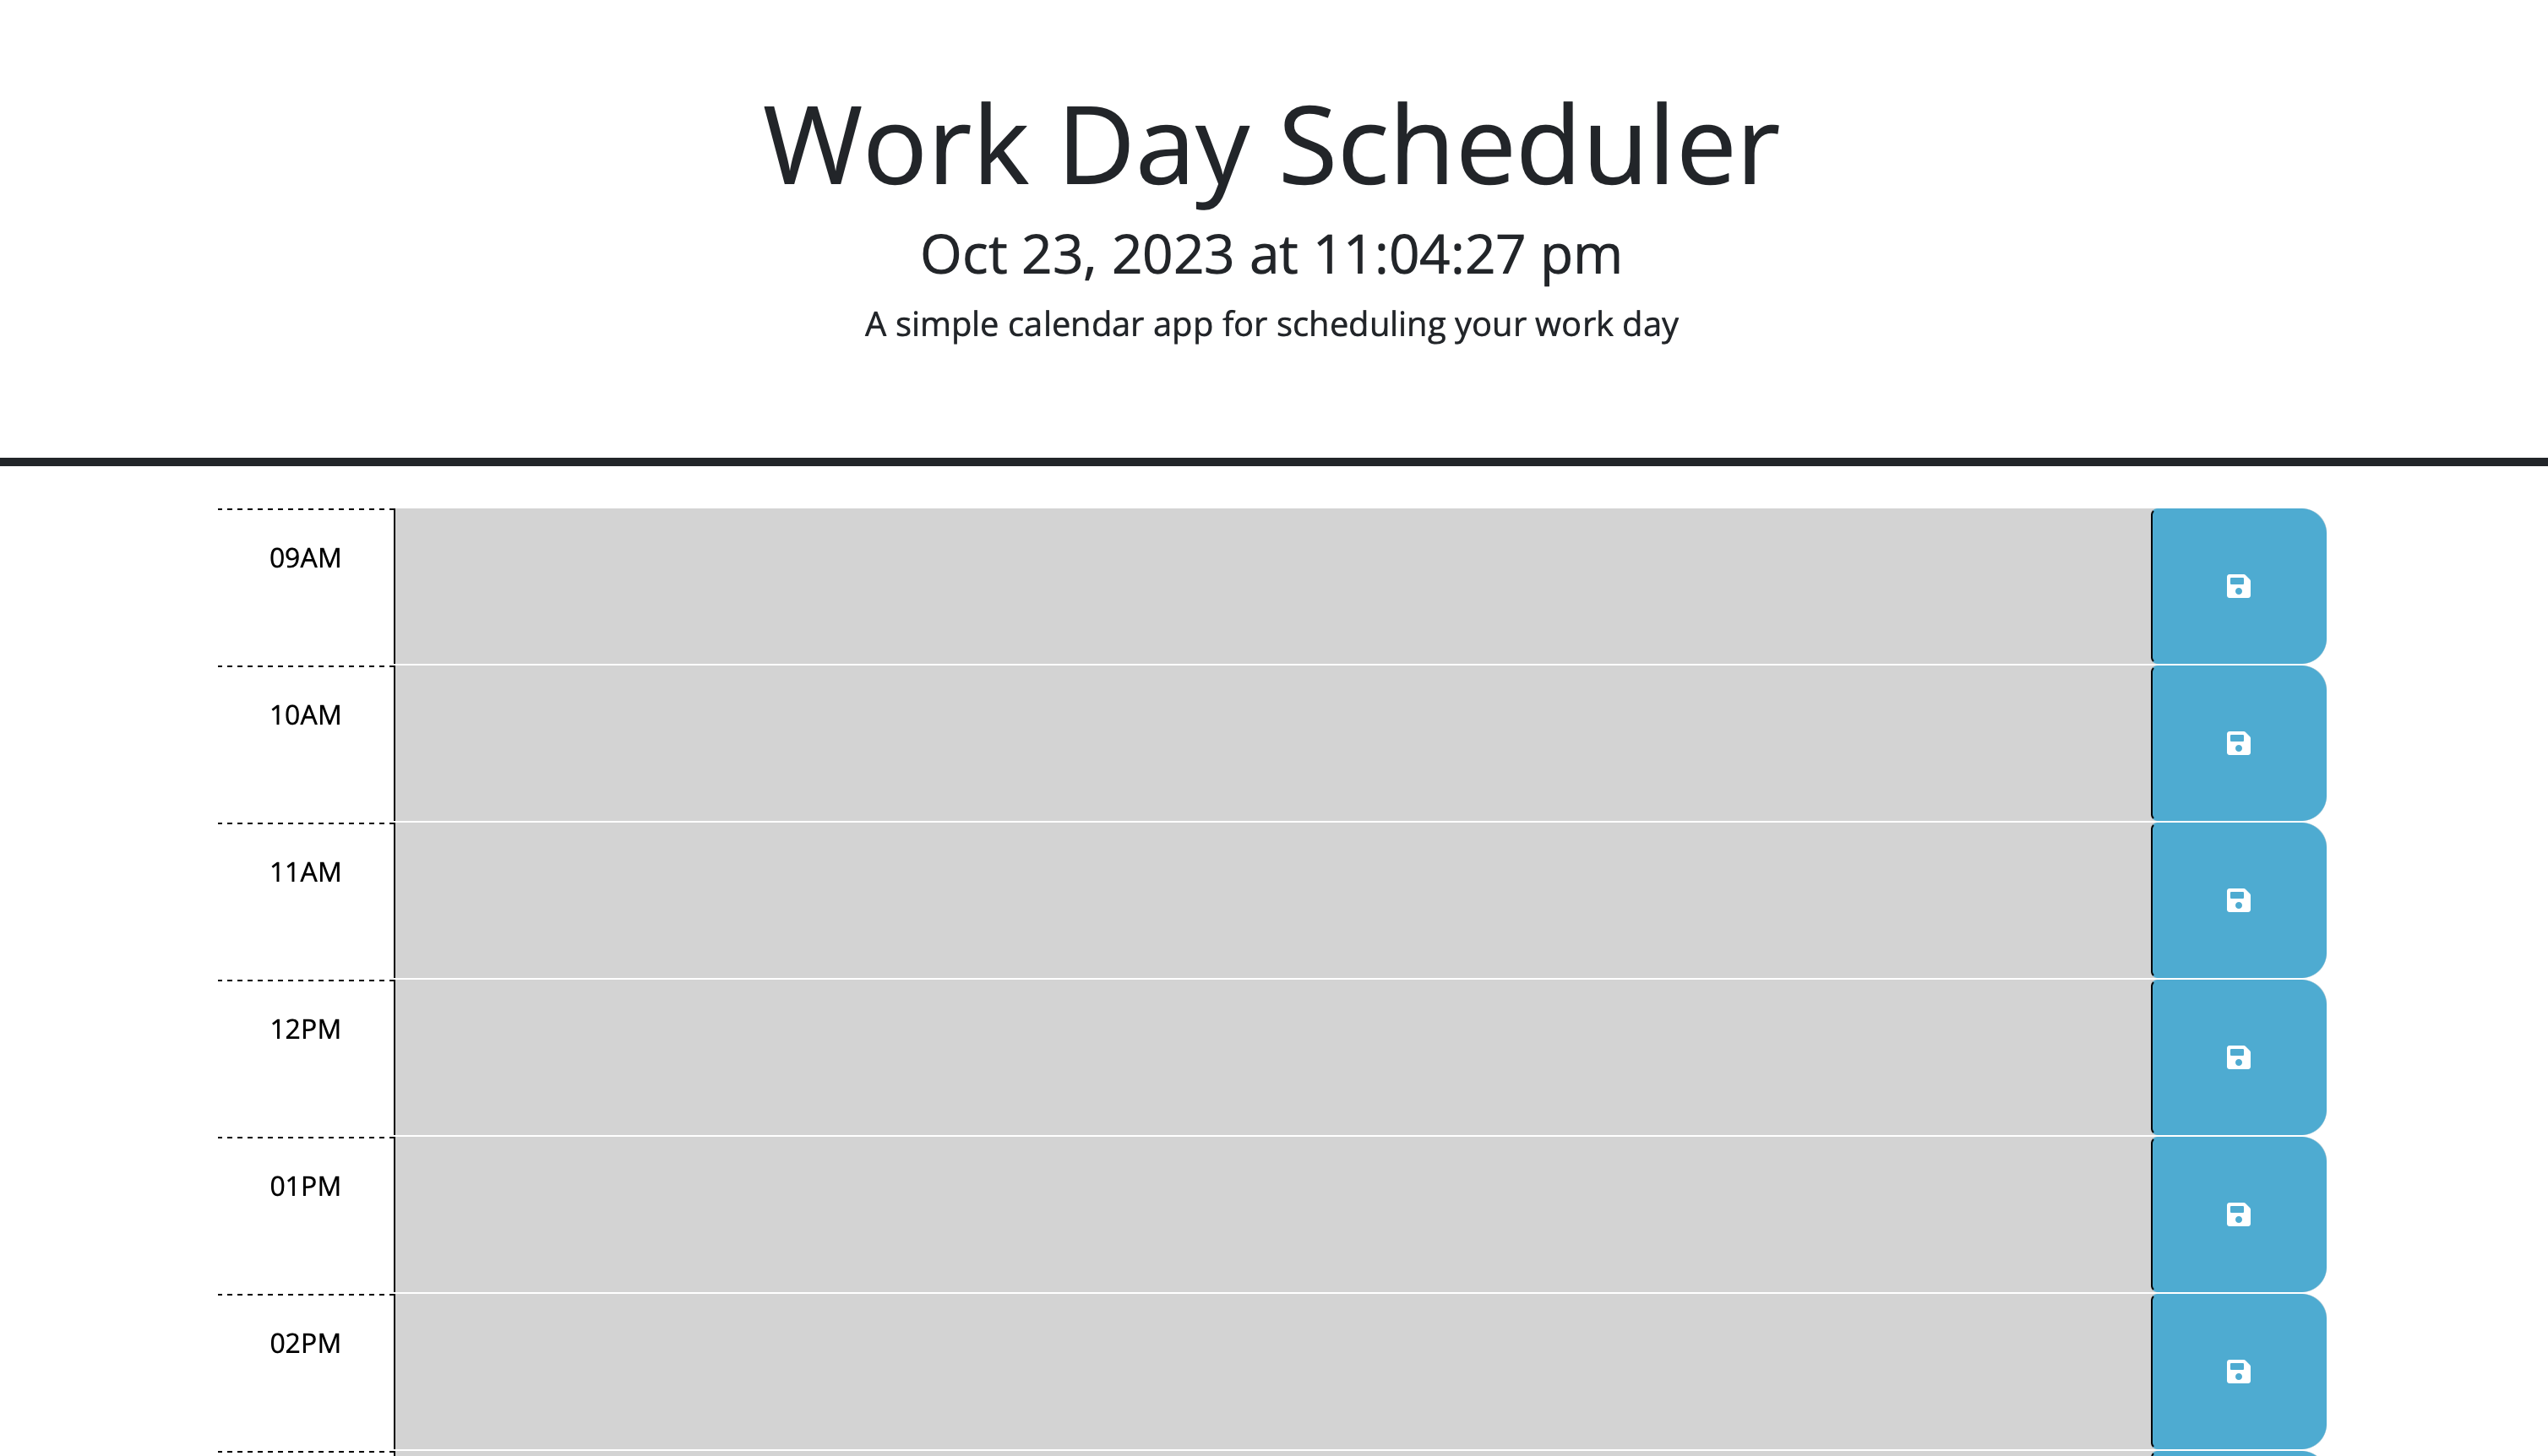 Work Day Scheduler
Oct 23, 2023 at 11:04:27 pm
A simple calendar app for scheduling your work day
09AM
10AM
11AM
12PM
01PM
02PM